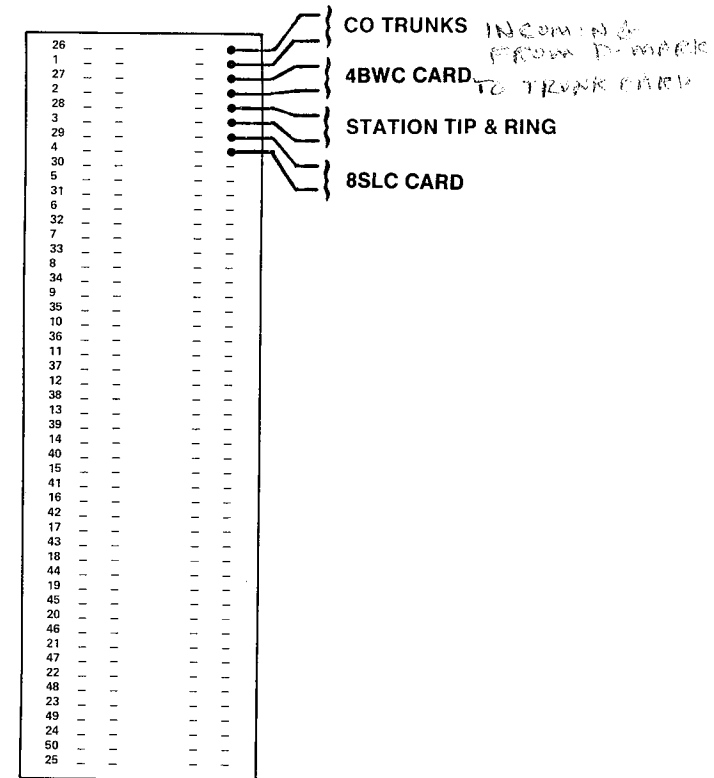 CO TRUNKS INCOMING
FROM D-MARK
4BWC CARD TO TRUNK CARD
STATION TIP & RING
8SLC CARD
26 – – – –
1 – – – –
27 – – – –
2 – – – –
28 – – – –
3 – – – –
29 – – – –
4 – – – –
30 – – – –
5 – – – –
31 – – – –
6 – – – –
32 – – – –
7 – – – –
33 – – – –
8 – – – –
34 – – – –
9 – – – –
35 – – – –
10 – – – –
36 – – – –
11 – – – –
37 – – – –
12 – – – –
38 – – – –
13 – – – –
39 – – – –
14 – – – –
40 – – – –
15 – – – –
41 – – – –
16 – – – –
42 – – – –
17 – – – –
43 – – – –
18 – – – –
44 – – – –
19 – – – –
45 – – – –
20 – – – –
46 – – – –
21 – – – –
47 – – – –
22 – – – –
48 – – – –
23 – – – –
49 – – – –
24 – – – –
50 – – – –
25 – – – –